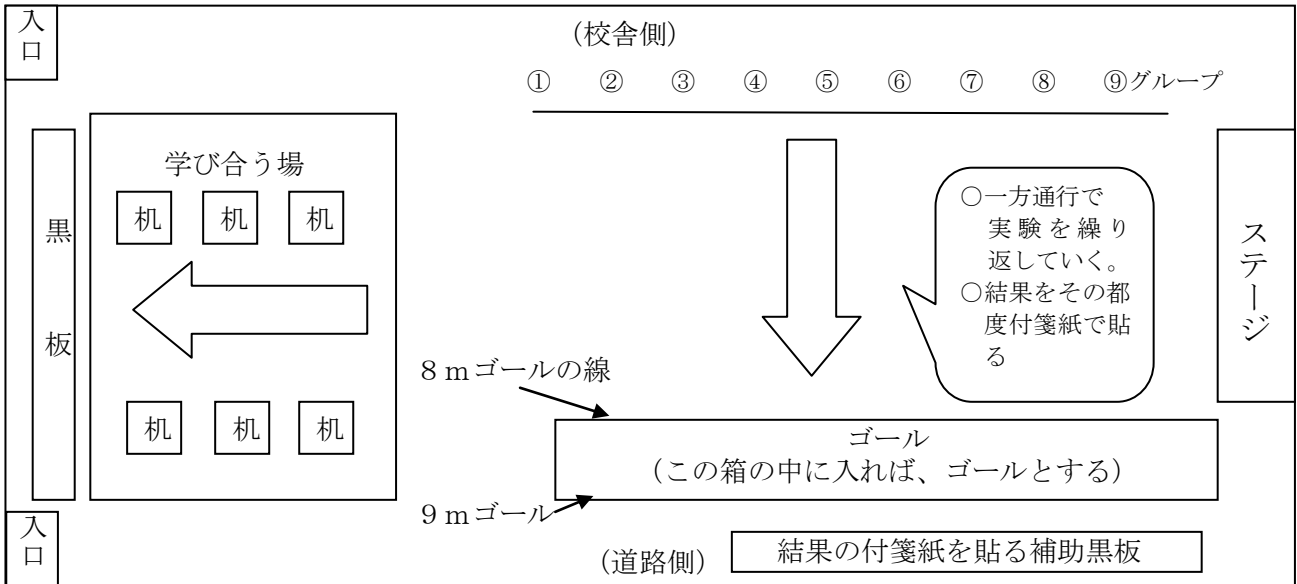 入口
(校舎側)
① ② ③ ④ ⑤ ⑥ ⑦ ⑧ ⑨グループ
学び合う場
机 机 机
黒板
○一方通行で
実験を繰り
返していく。
○結果をその都
度付箋紙で貼
る
ステージ
8ｍゴールの線
机 机 机
ゴール
(この箱の中に入れば、ゴールとする)
9ｍゴール
入口
(道路側)
結果の付箋紙を貼る補助黒板